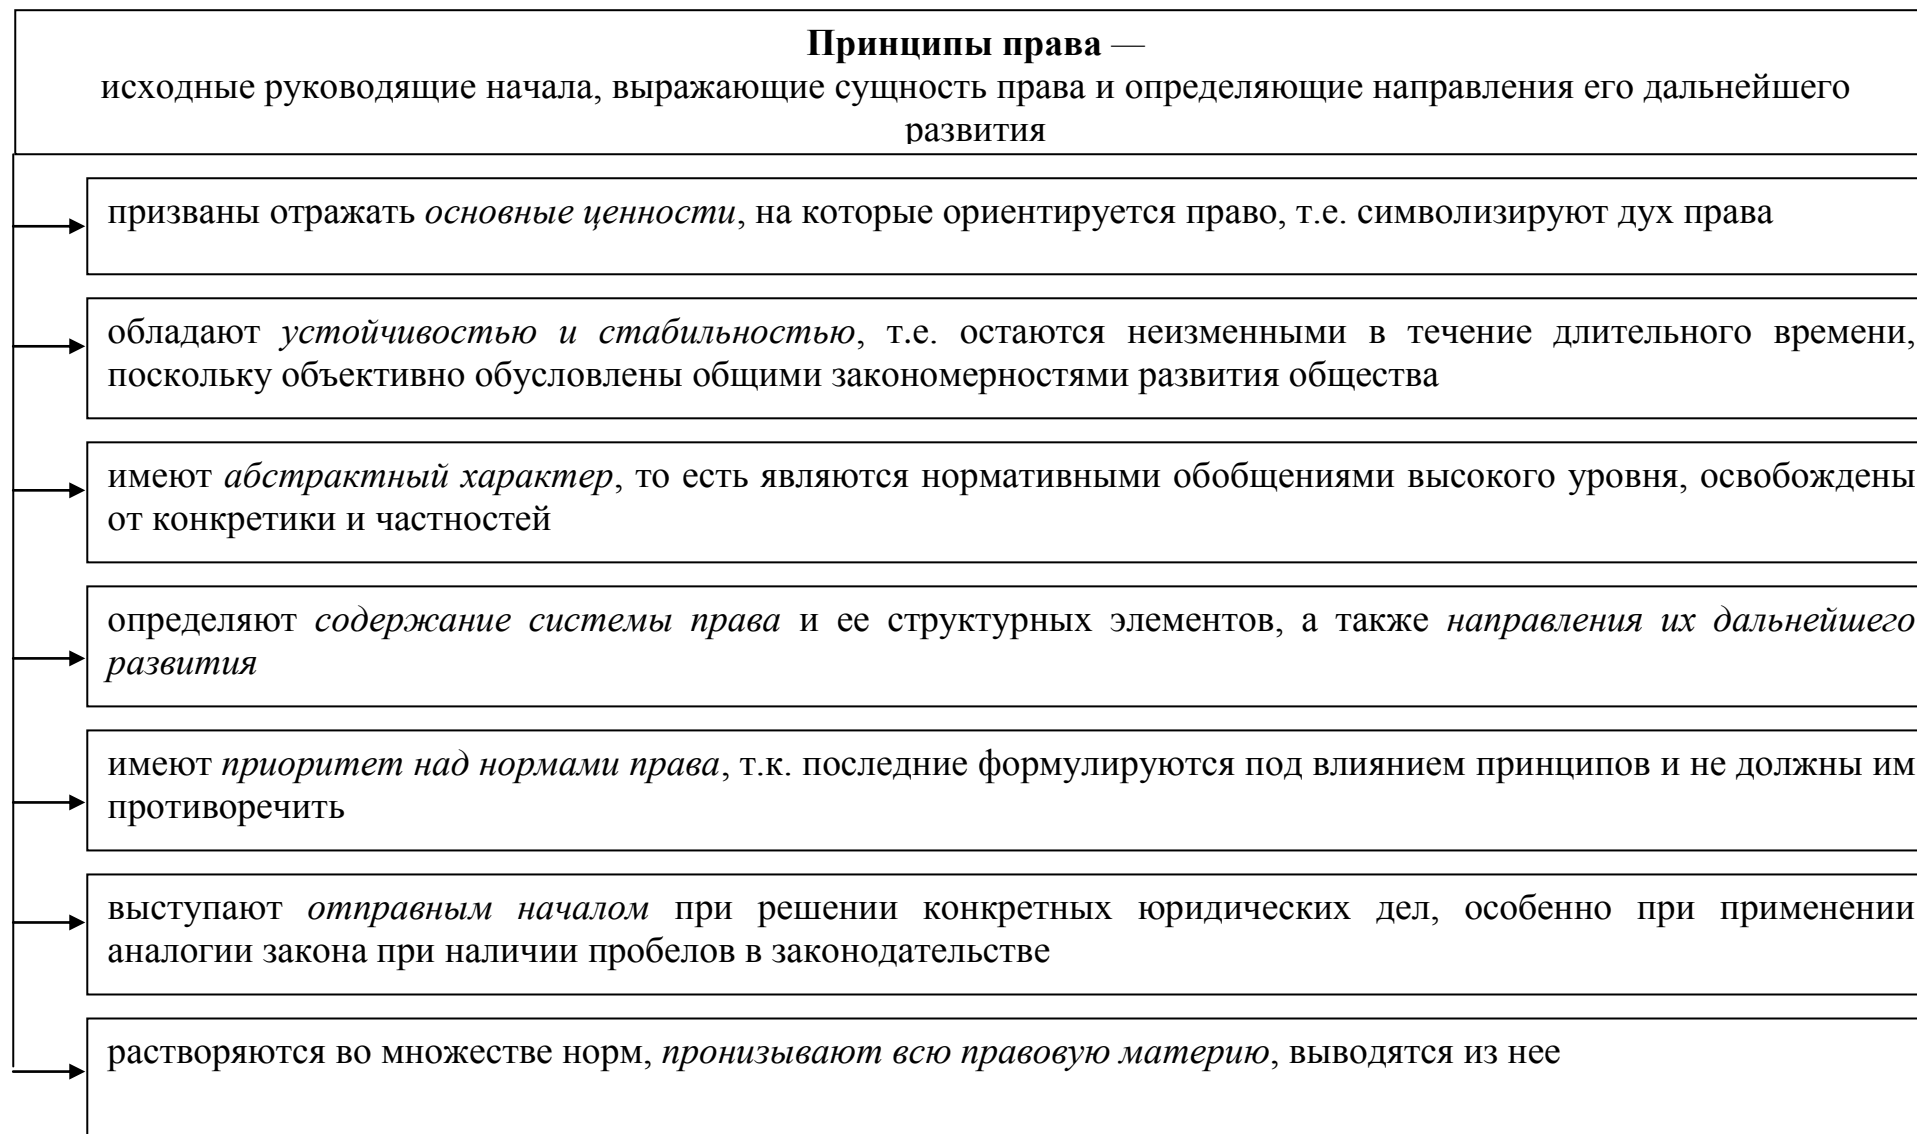 Принципы права —
исходные руководящие начала, выражающие сущность права и определяющие направления его дальнейшего
развития
призваны отражать основные ценности, на которые ориентируется право, т.е. символизируют дух права
обладают устойчивостью и стабильностью, т.е. остаются неизменными в течение длительного времени,
поскольку объективно обусловлены общими закономерностями развития общества
имеют абстрактный характер, то есть являются нормативными обобщениями высокого уровня, освобождены
от конкретики и частностей
определяют содержание системы права и ее структурных элементов, а также направления их дальнейшего
развития
имеют приоритет над нормами права, т.к. последние формулируются под влиянием принципов и не должны им
противоречить
выступают отправным началом при решении конкретных юридических дел, особенно при применении
аналогии закона при наличии пробелов в законодательстве
растворяются во множестве норм, пронизывают всю правовую материю, выводятся из нее